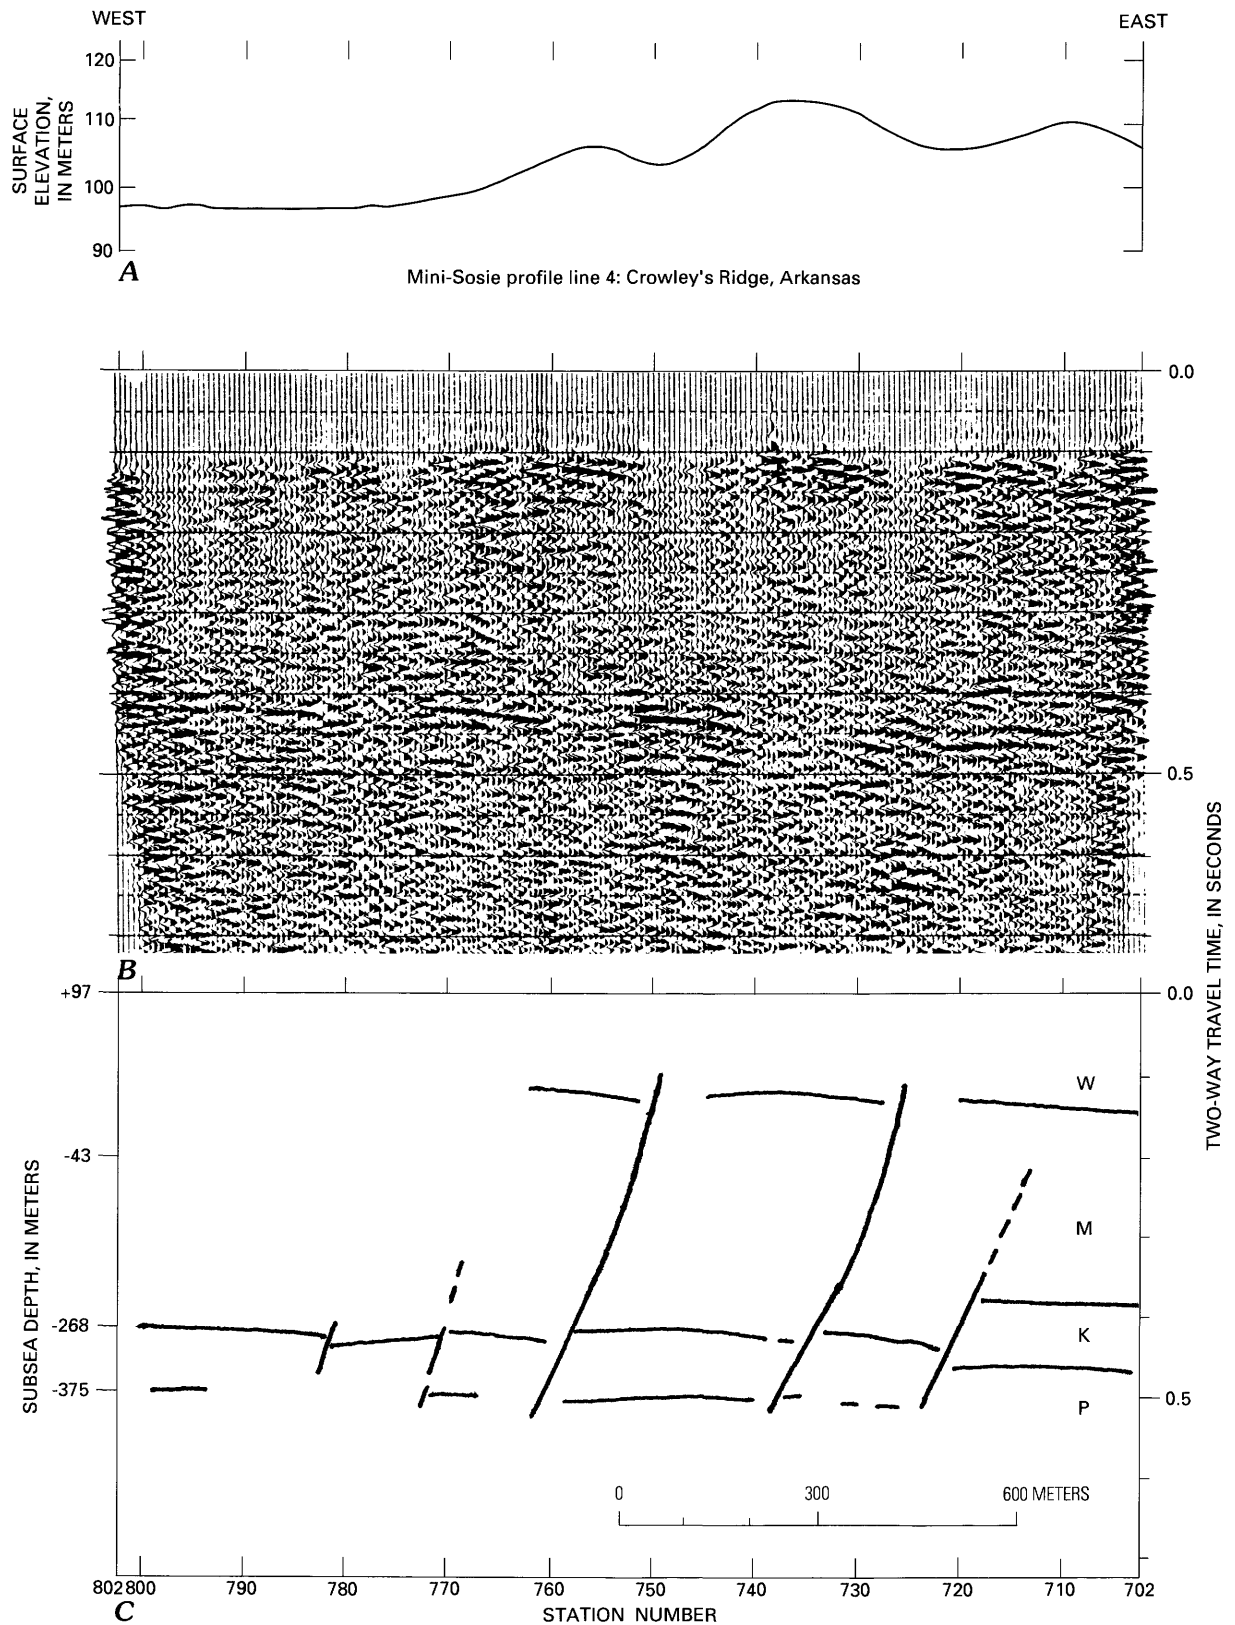 WEST
EAST
120
110
100
90
SURFACE
ELEVATION,
IN METERS
A
Mini-Sosie profile line 4: Crowley's Ridge, Arkansas
0.0
0.5
B
+97
0.0
W
-43
M
-268
K
-375
P
0.5
SUBSEA DEPTH, IN METERS
TWO-WAY TRAVEL TIME, IN SECONDS
0 300 600 METERS
802 800 790 780 770 760 750 740 730 720 710 702
C
STATION NUMBER